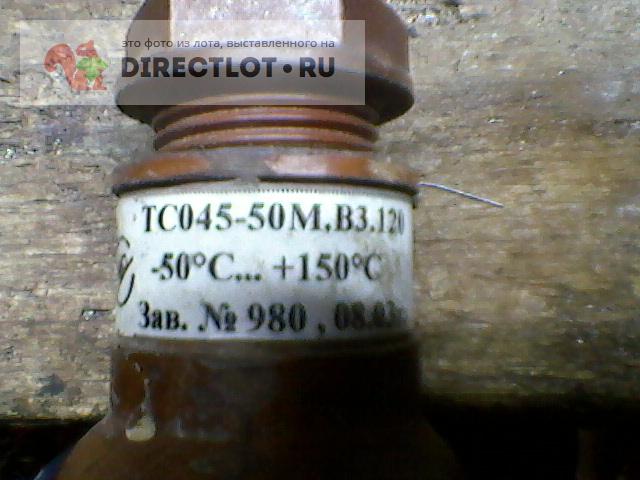 это фото из лота, выставленного на
DIRECTLOT.RU
ТС045-50М.В3.120
-50°С... +150°С
Зав. № 980 ,